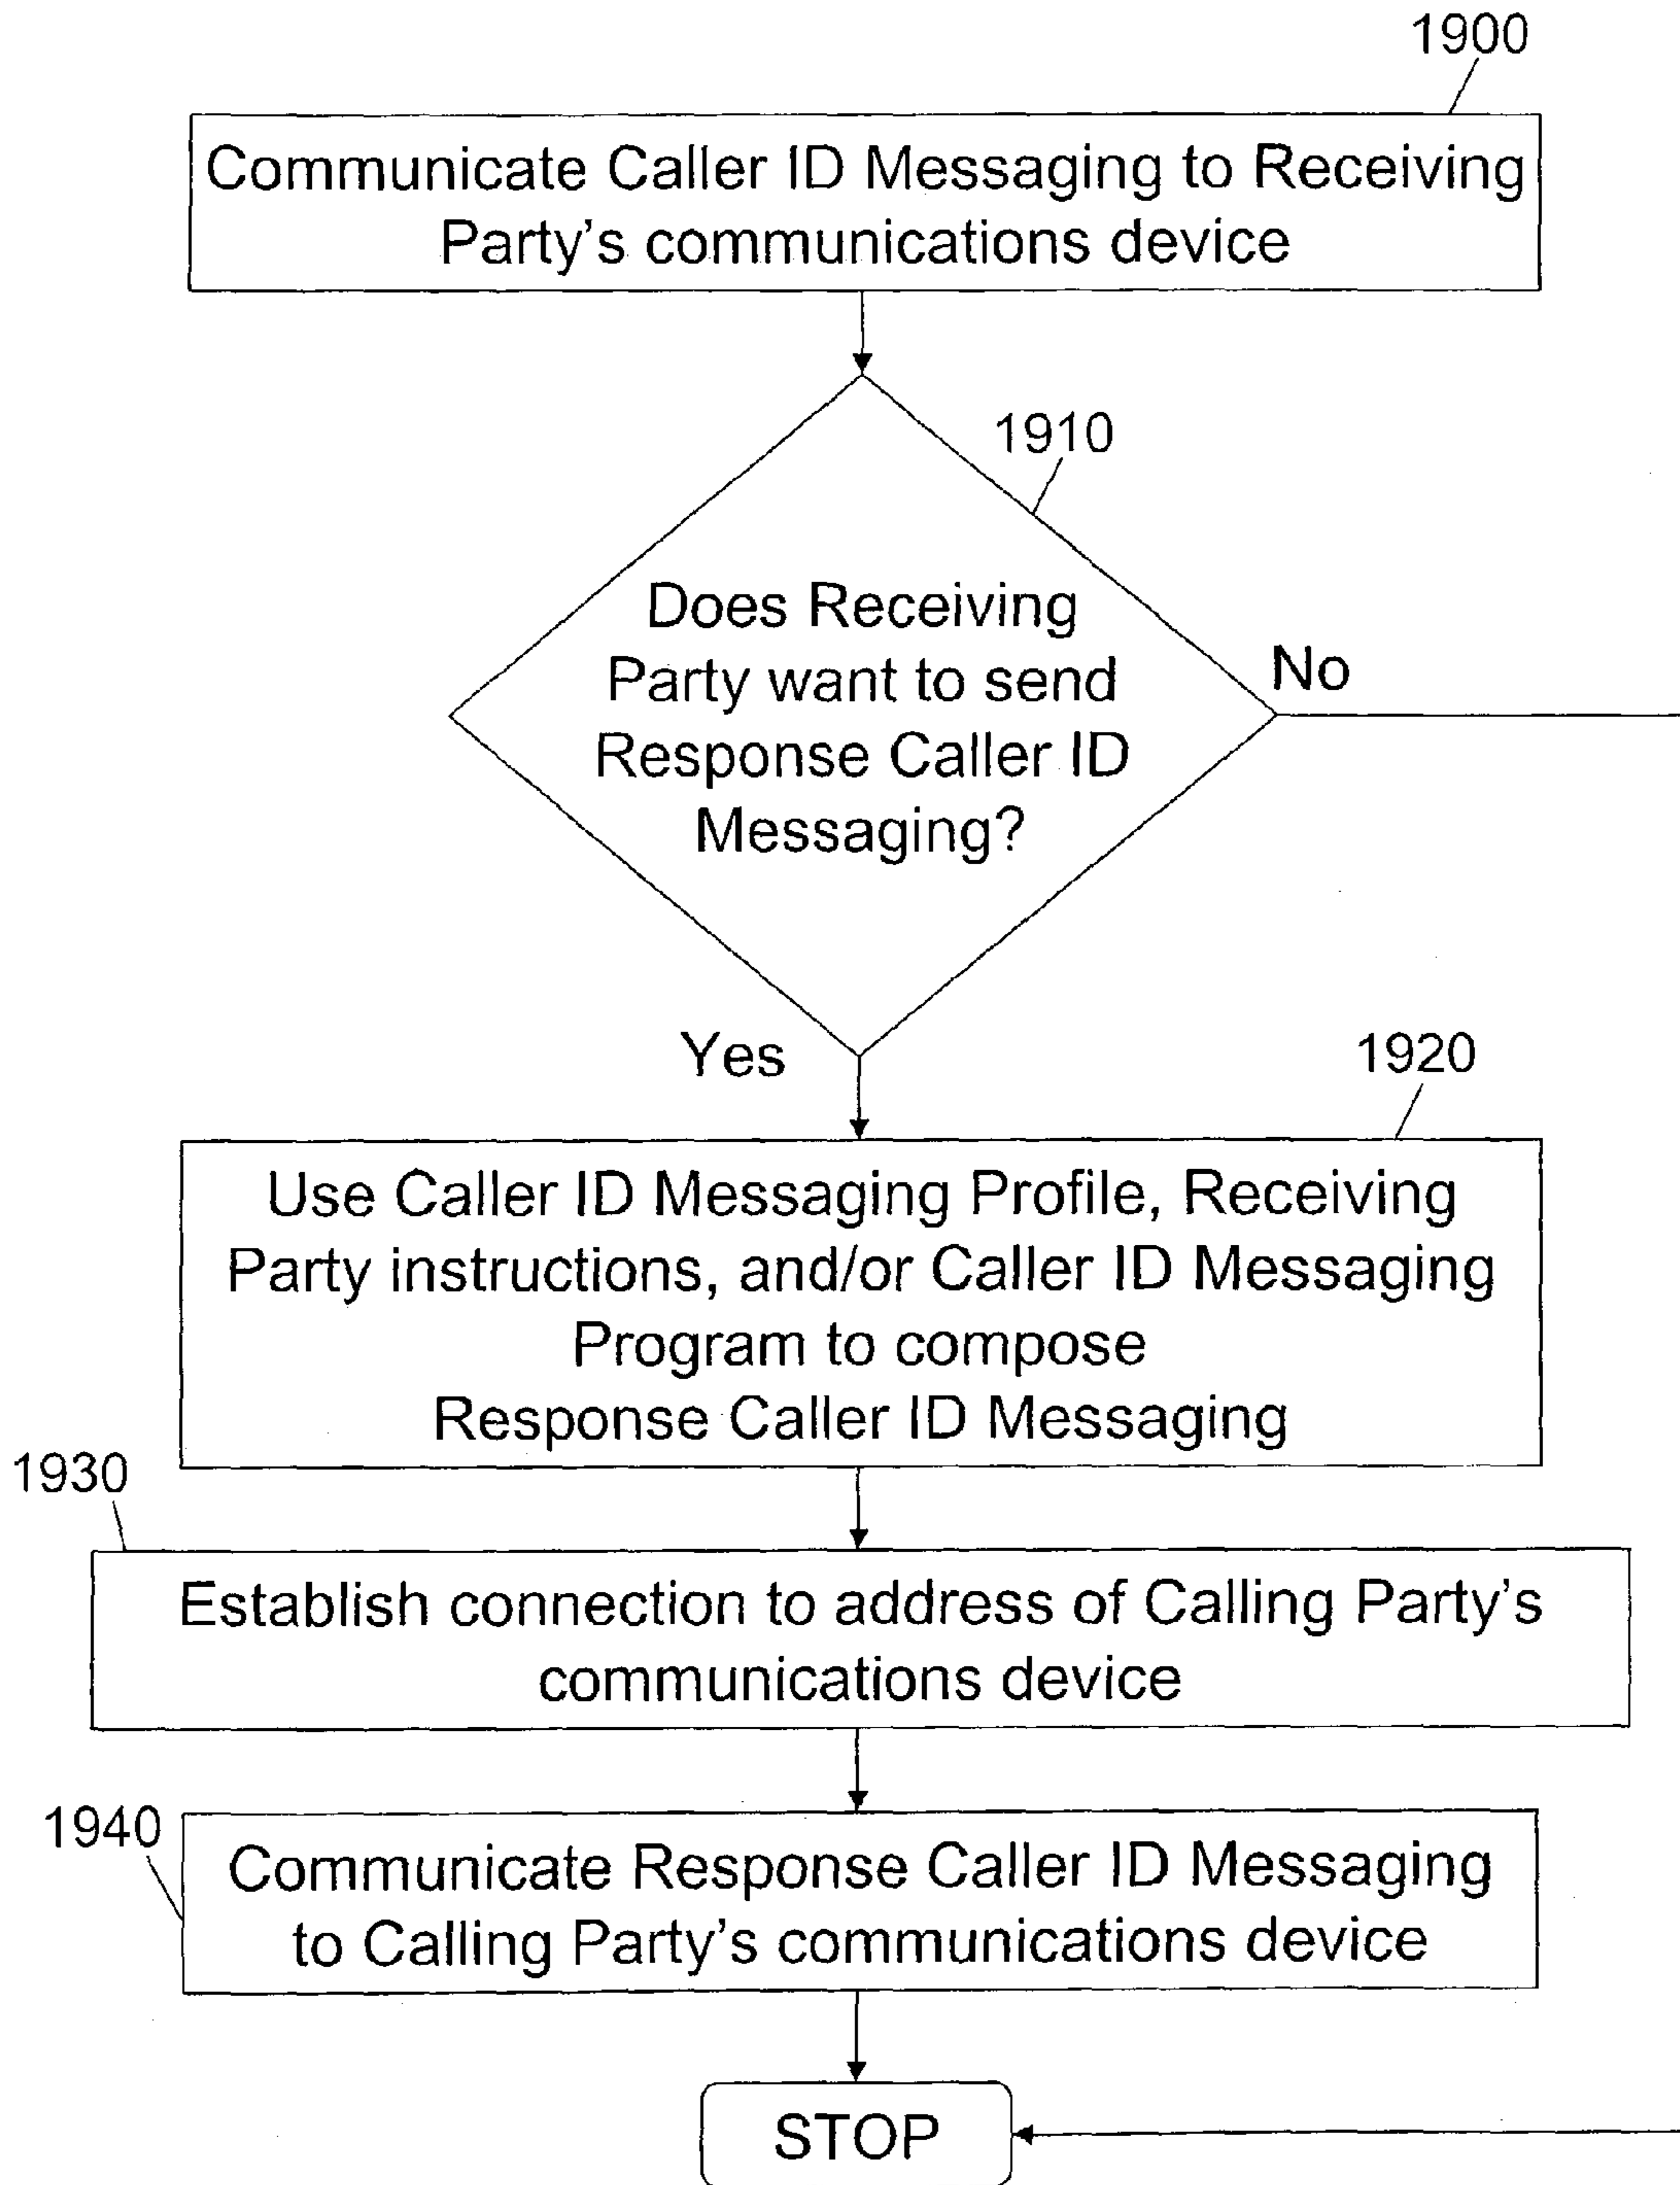 1900
Communicate Caller ID Messaging to Receiving
Party's communications device
1910
Does Receiving
Party want to send
Response Caller ID
Messaging?
No
Yes
1920
Use Caller ID Messaging Profile, Receiving
Party instructions, and/or Caller ID Messaging
Program to compose
Response Caller ID Messaging
1930
Establish connection to address of Calling Party's
communications device
1940
Communicate Response Caller ID Messaging
to Calling Party's communications device
STOP